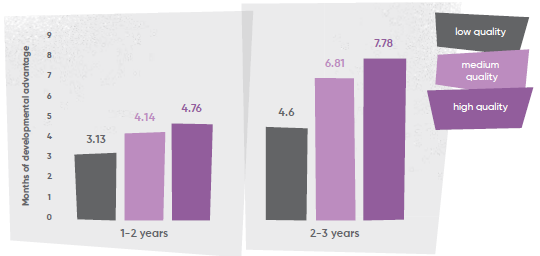 Months of developmental advantage
9
8
7
6
5
4
3
2
1
0
3.13
4.14
4.76
1-2 years
4.6
6.81
7.78
2-3 years
low quality
medium
quality
high quality